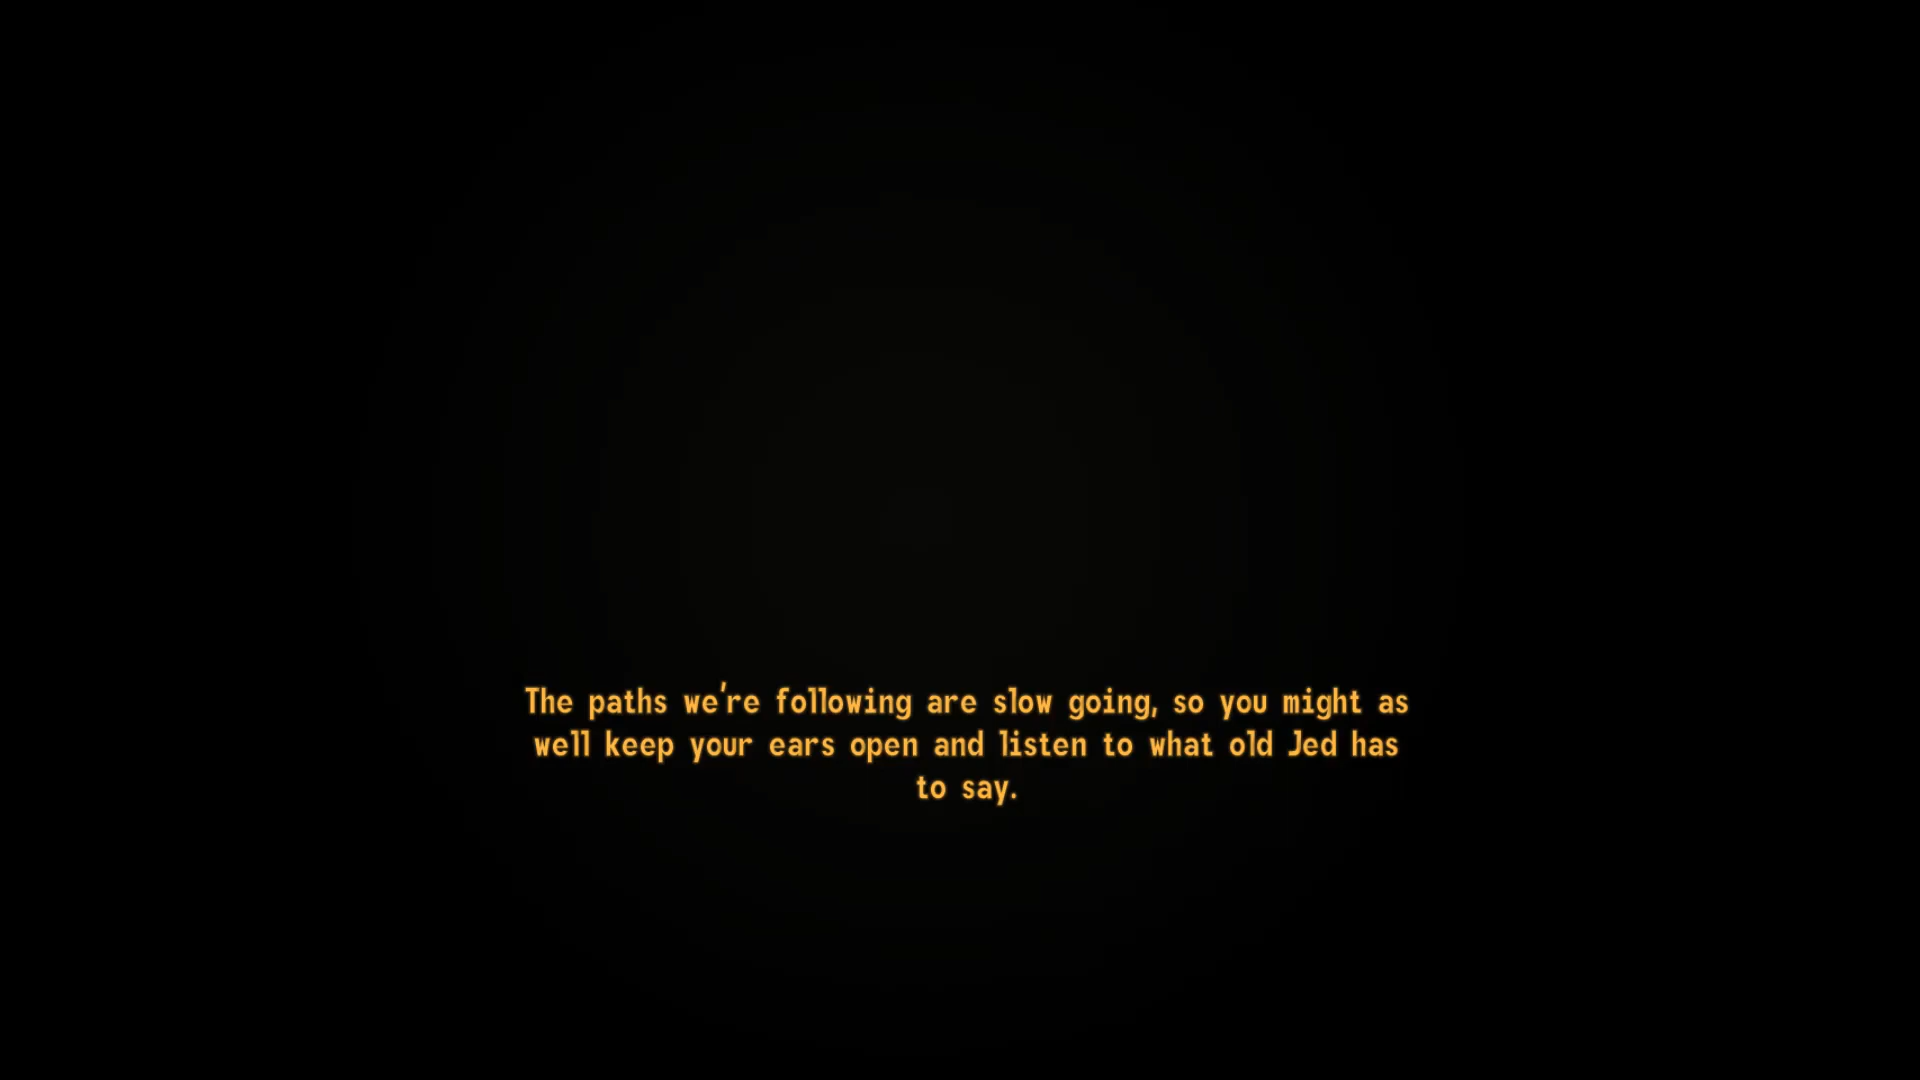 The paths we're following are slow going, so you might as
well keep your ears open and listen to what old Jed has
to say.